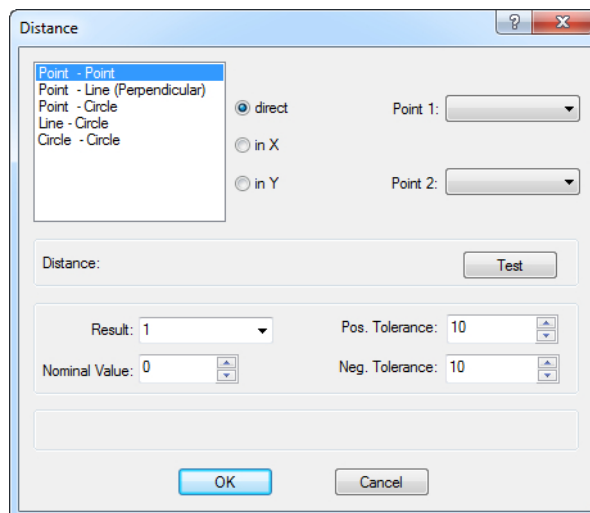 Distance
Point - Point
Point - Line (Perpendicular)
Point - Circle
Line - Circle
Circle - Circle
direct
in X
in Y
Point 1:
Point 2:
Distance:
Test
Result: 1
Pos. Tolerance: 10
Nominal Value: 0
Neg. Tolerance: 10
OK
Cancel